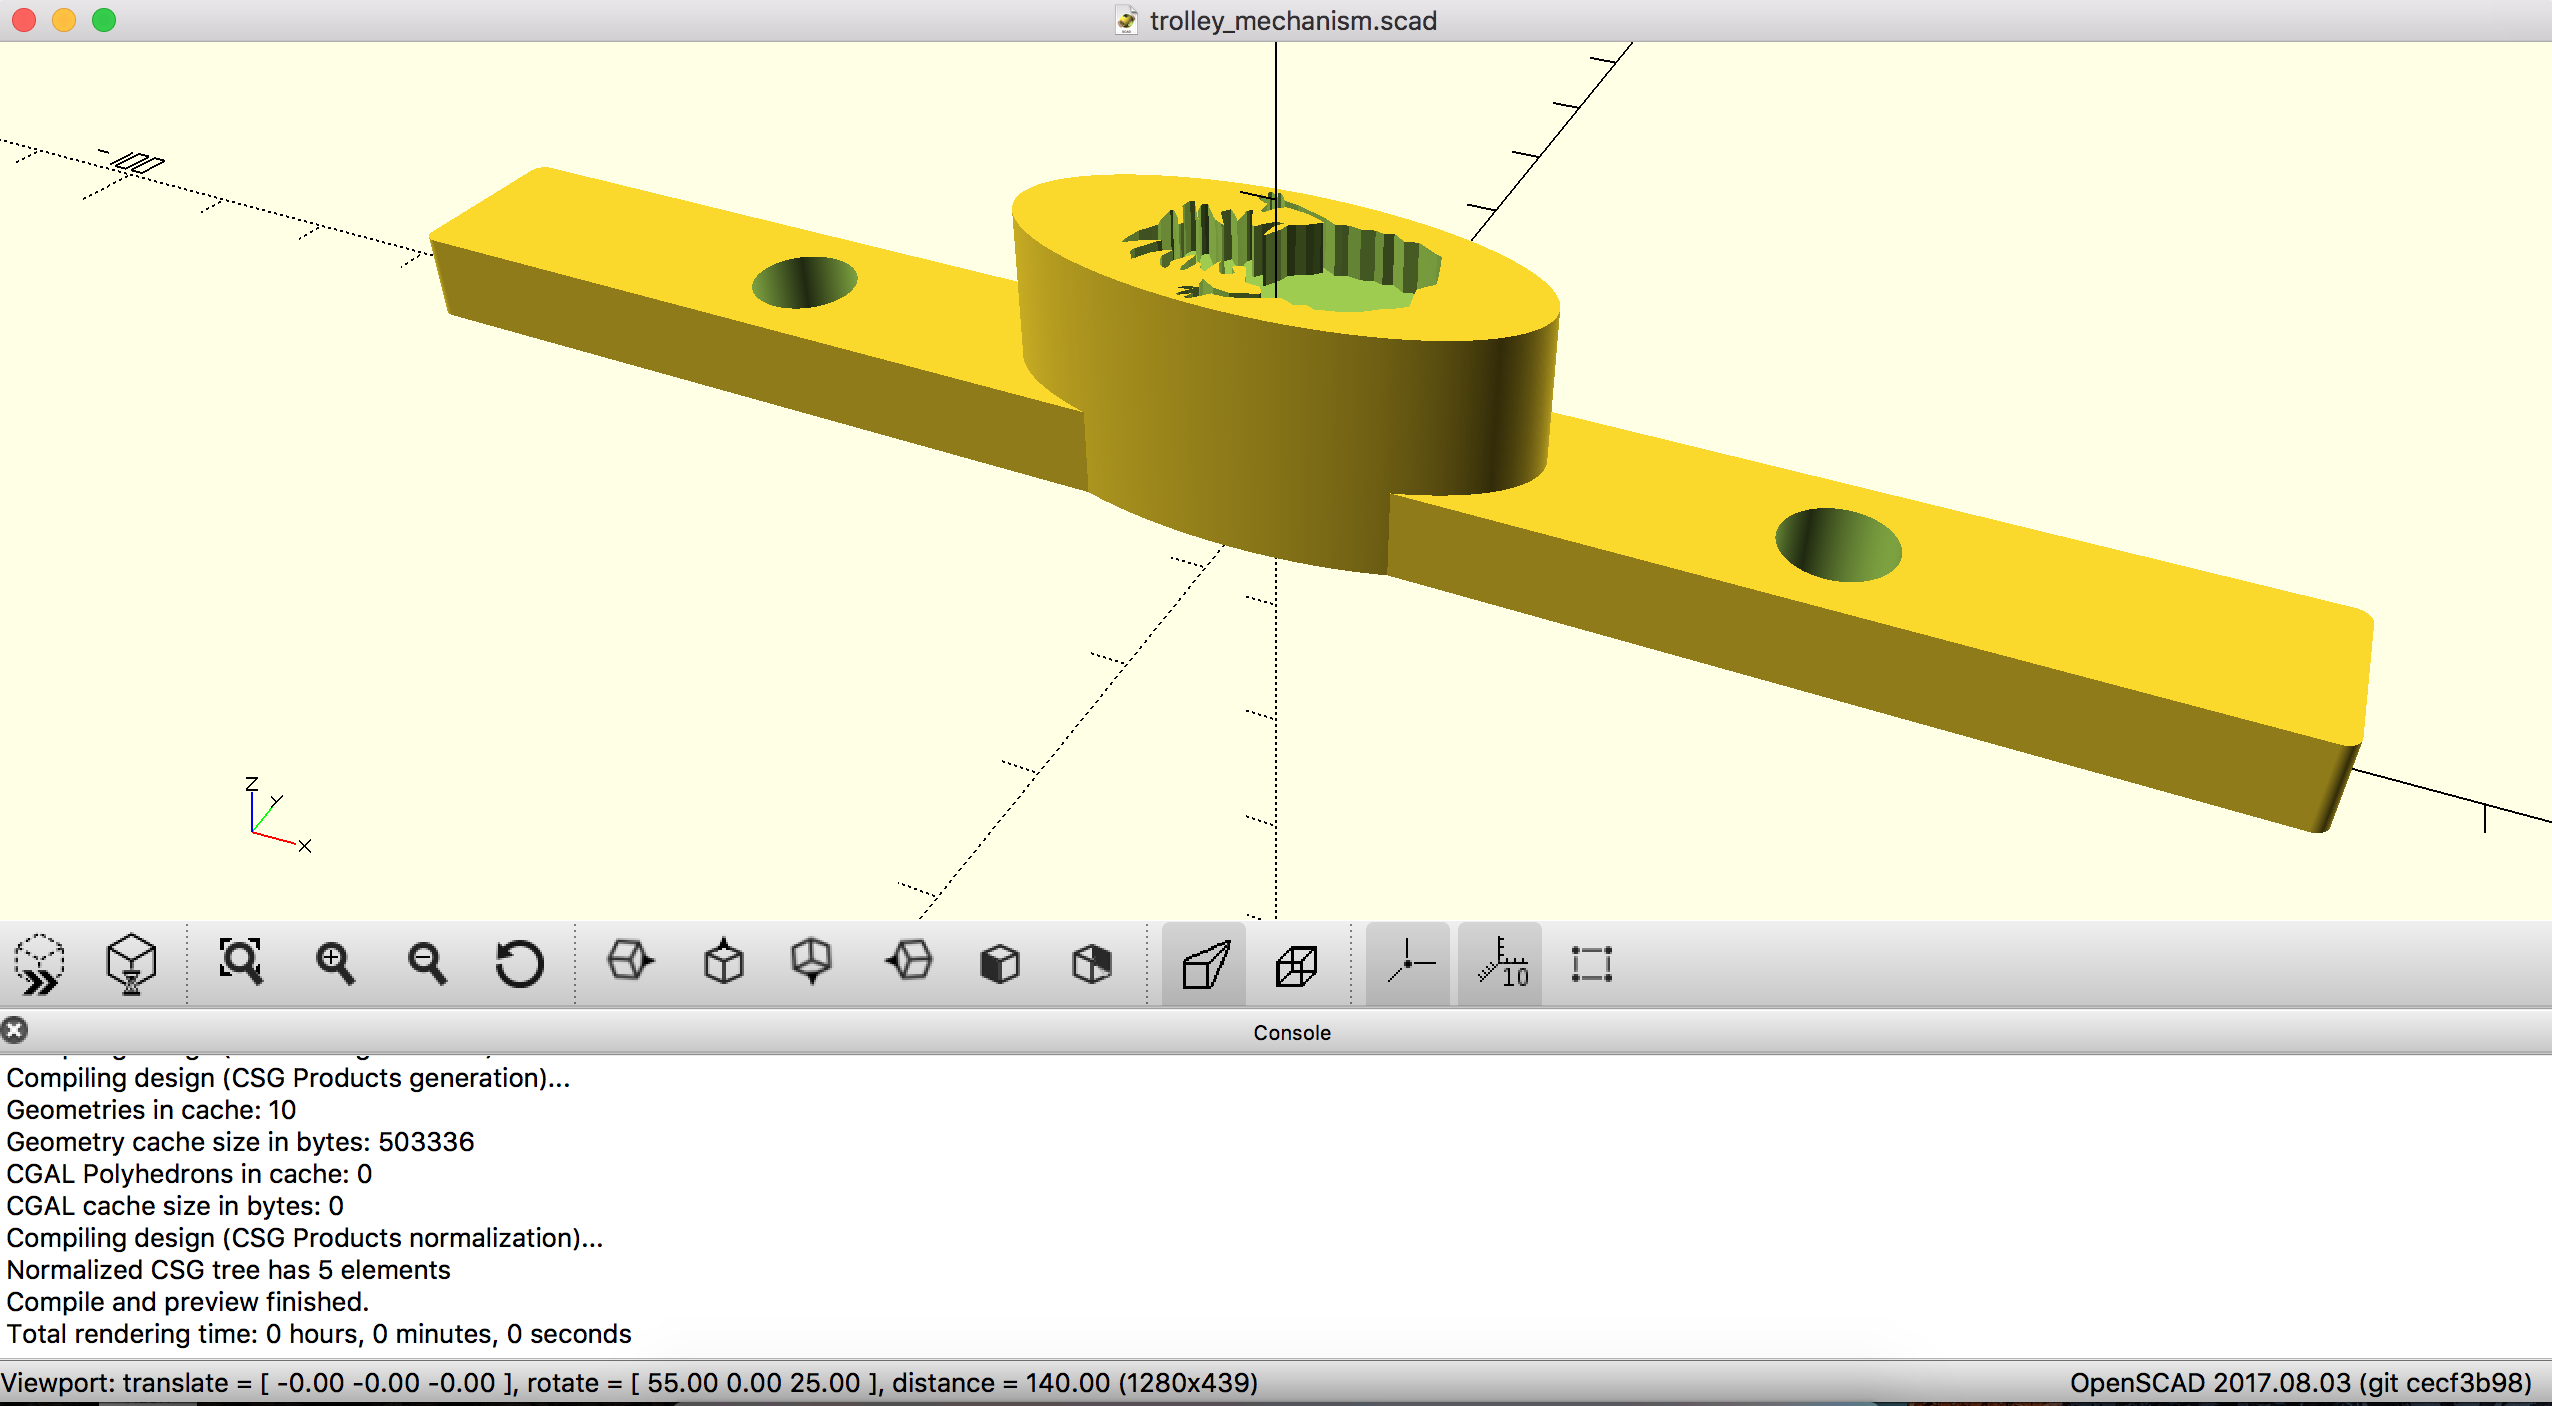 trolley_mechanism.scad
Z
Y
X
10
Console
Compiling design (CSG Products generation)...
Geometries in cache: 10
Geometry cache size in bytes: 503336
CGAL Polyhedrons in cache: 0
CGAL cache size in bytes: 0
Compiling design (CSG Products normalization)...
Normalized CSG tree has 5 elements
Compile and preview finished.
Total rendering time: 0 hours, 0 minutes, 0 seconds
Viewport: translate = [ -0.00 -0.00 -0.00 ], rotate = [ 55.00 0.00 25.00 ], distance = 140.00 (1280x439)
OpenSCAD 2017.08.03 (git cecf3b98)